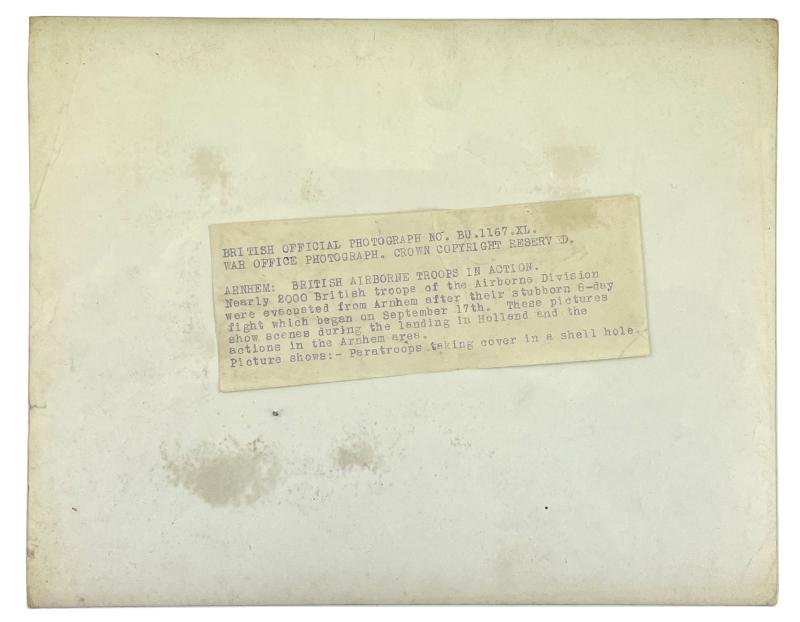 BRITISH OFFICIAL PHOTOGRAPH NO. BU.1167.XL.
WAR OFFICE PHOTOGRAPH. CROWN COPYRIGHT RESERVED.
ARNHEM: BRITISH AIRBORNE TROOPS IN ACTION.
Nearly 2000 British troops of the Airborne Division
were evacuated from Arnhem after their stubborn 8-day
fight which began on September 17th. These pictures
show scenes during the landing in Holland and the
actions in the Arnhem area.
Picture shows:- Paratroops taking cover in a shell hole.